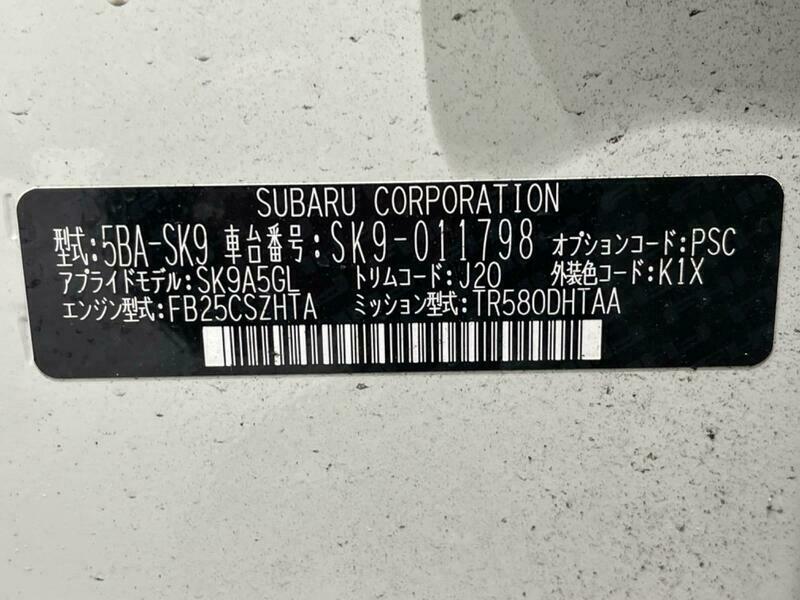 SUBARU CORPORATION
型式:5BA-SK9 車台番号:SK9-011798 オプションコード:PSC
アプライドモデル:SK9A5GL トリムコード:J20 外装色コード:K1X
エンジン型式:FB25CSZHTA ミッション型式:TR580DHTAA